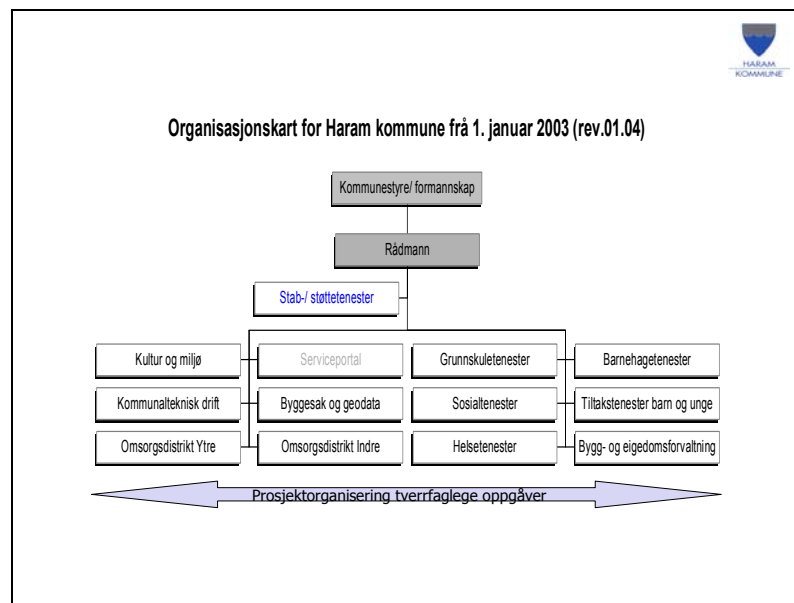 HARAM
KOMMUNE
Organisasjonskart for Haram kommune frå 1. januar 2003 (rev.01.04)
Kommunestyre/ formannskap
Rådmann
Stab-/ støttetenester
Kultur og miljø
Serviceportal
Grunnskuletenester
Barnehagetenester
Kommunalteknisk drift
Byggesak og geodata
Sosialtenester
Tiltakstenester barn og unge
Omsorgsdistrikt Ytre
Omsorgsdistrikt Indre
Helsetenester
Bygg- og eigedomsforvaltning
Prosjektorganisering tverrfaglege oppgåver